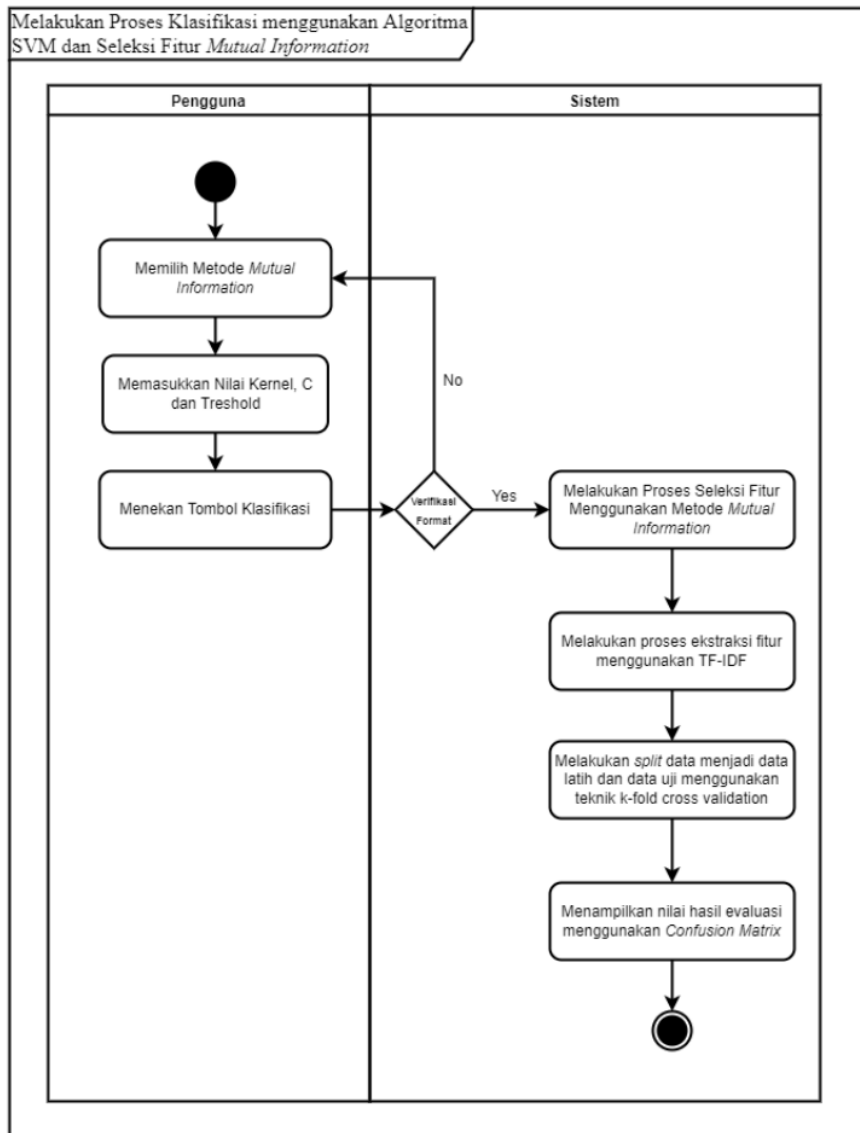 Melakukan Proses Klasifikasi menggunakan Algoritma
SVM dan Seleksi Fitur Mutual Information
Pengguna
Sistem
Memilih Metode Mutual
Information
Memasukkan Nilai Kernel, C
dan Treshold
No
Menekan Tombol Klasifikasi
Verifikasi
Format
Yes
Melakukan Proses Seleksi Fitur
Menggunakan Metode Mutual
Information
Melakukan proses ekstraksi fitur
menggunakan TF-IDF
Melakukan split data menjadi data
latih dan data uji menggunakan
teknik k-fold cross validation
Menampilkan nilai hasil evaluasi
menggunakan Confusion Matrix